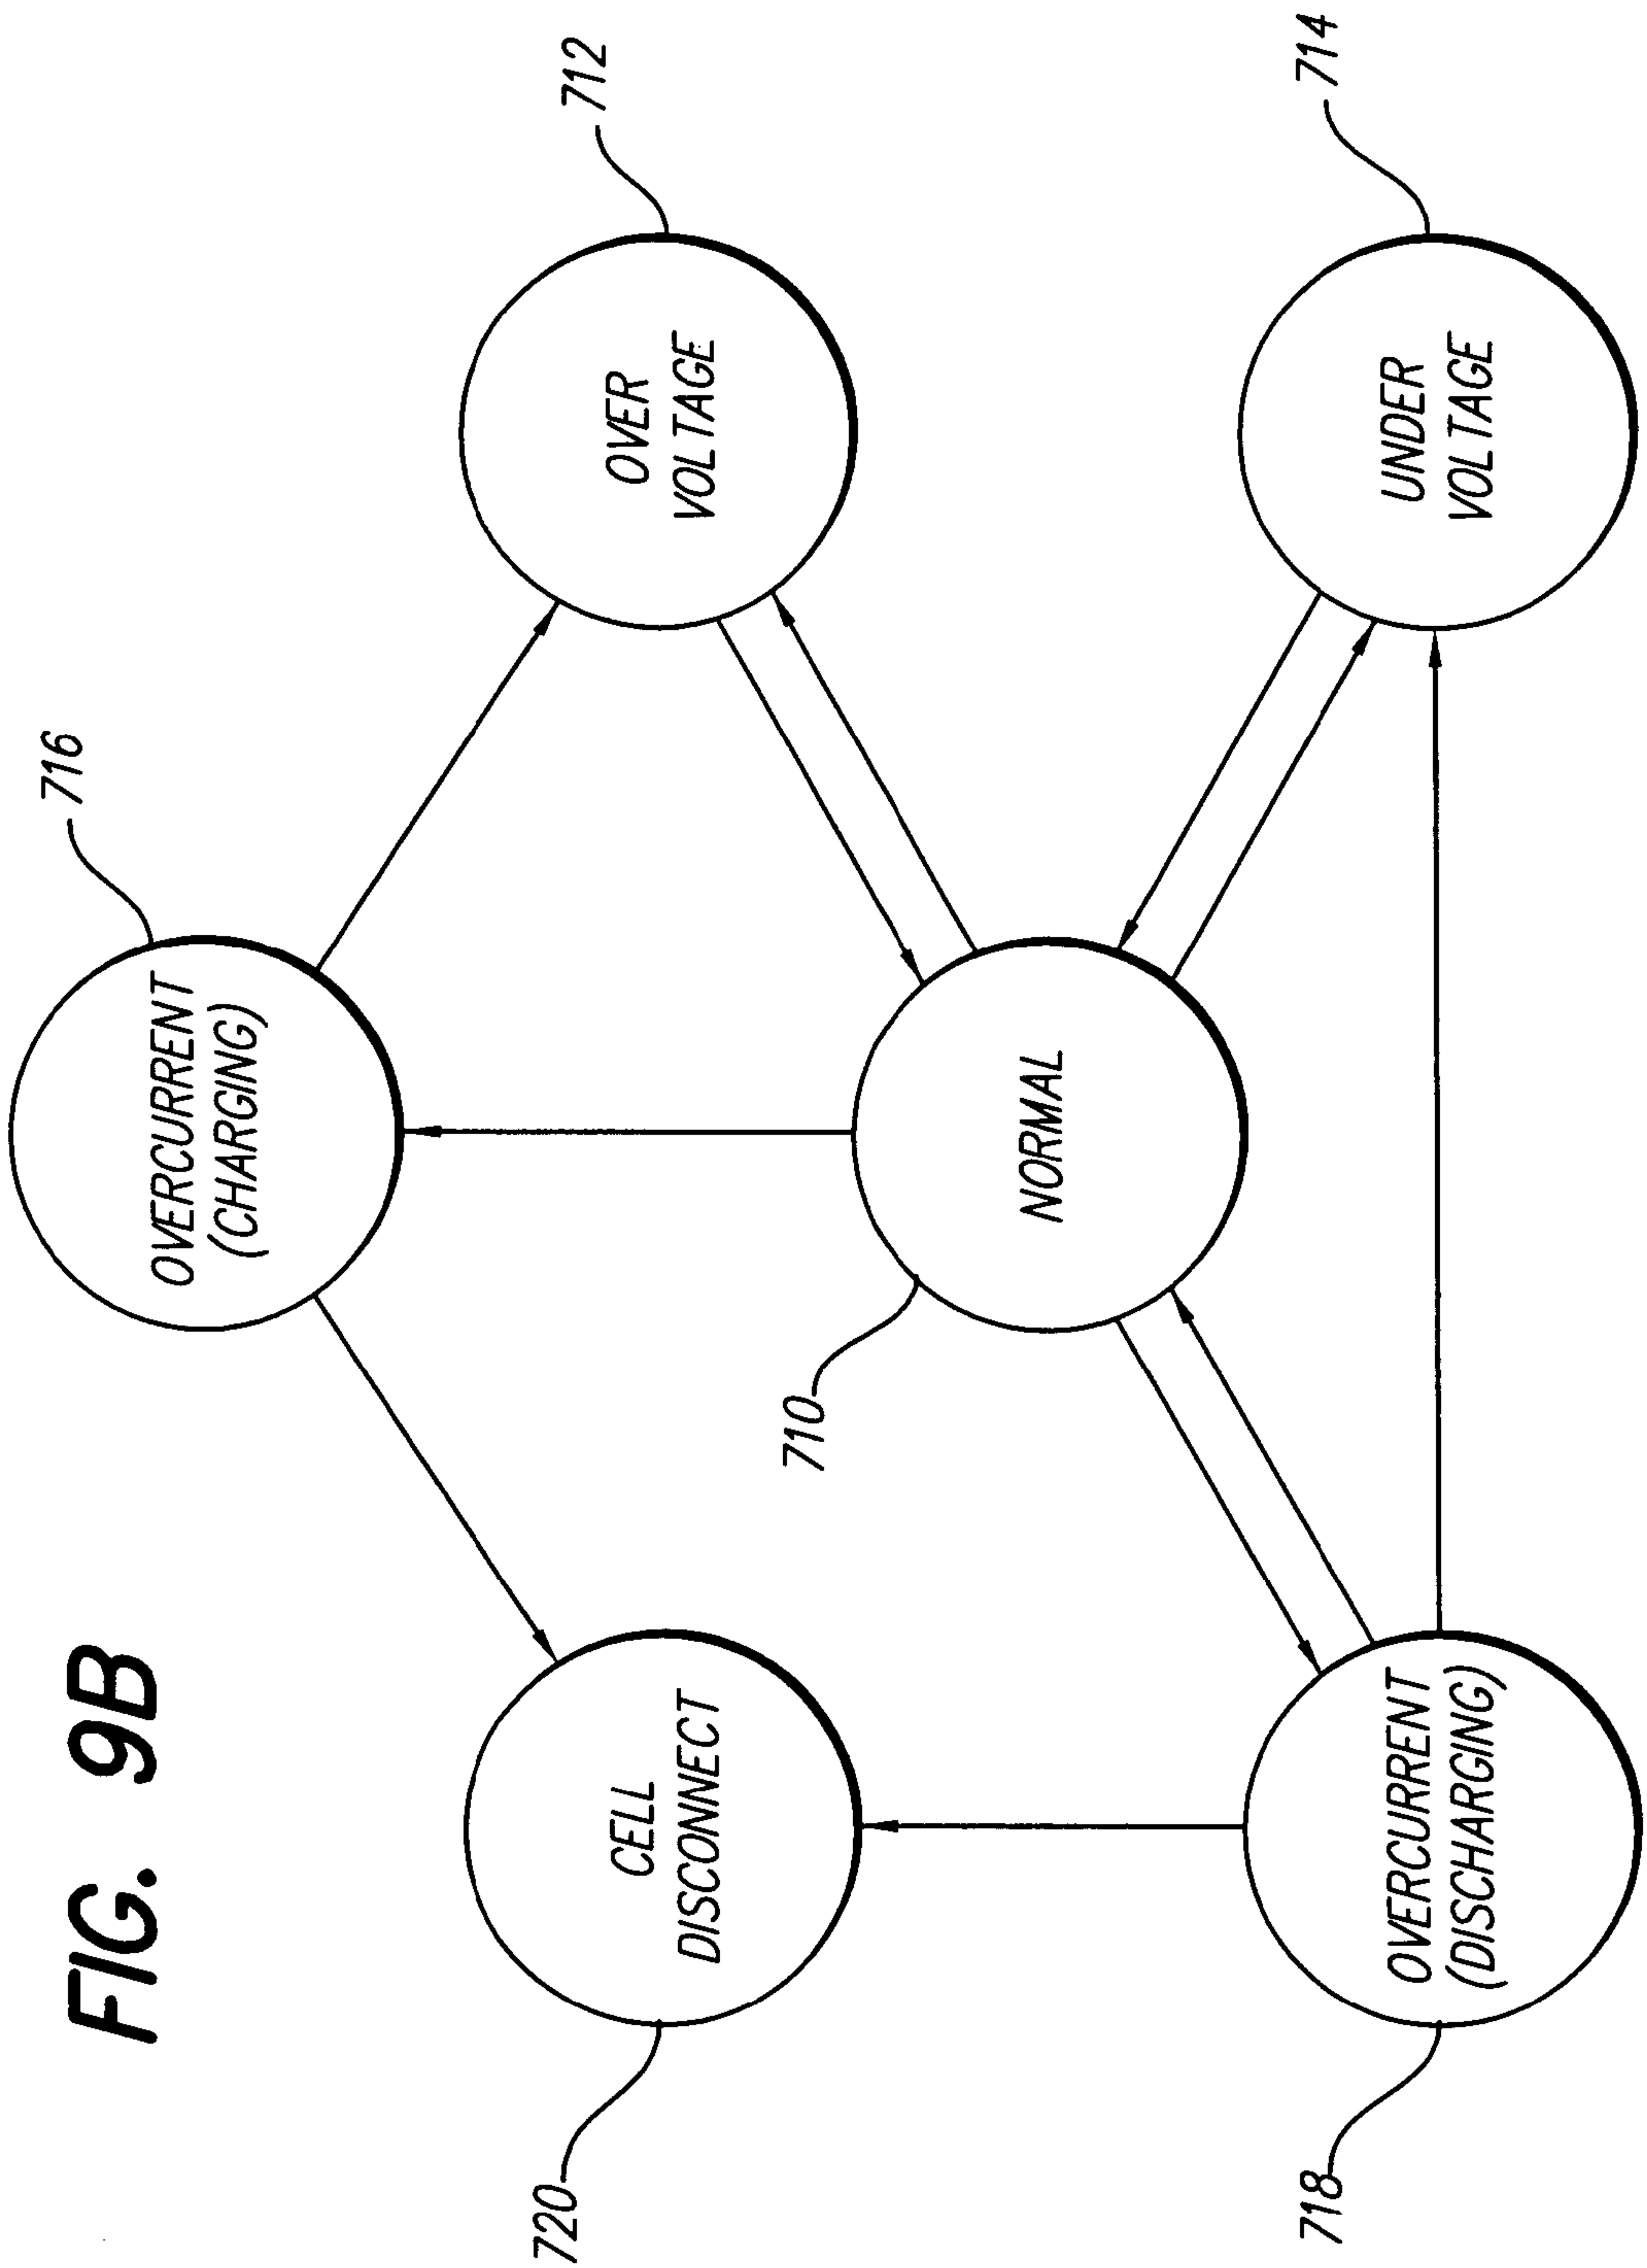 FIG. 9B
716
OVERCURRENT
(CHARGING)
720
CELL
DISCONNECT
712
OVER
VOLTAGE
710
NORMAL
718
OVERCURRENT
(DISCHARGING)
714
UNDER
VOLTAGE